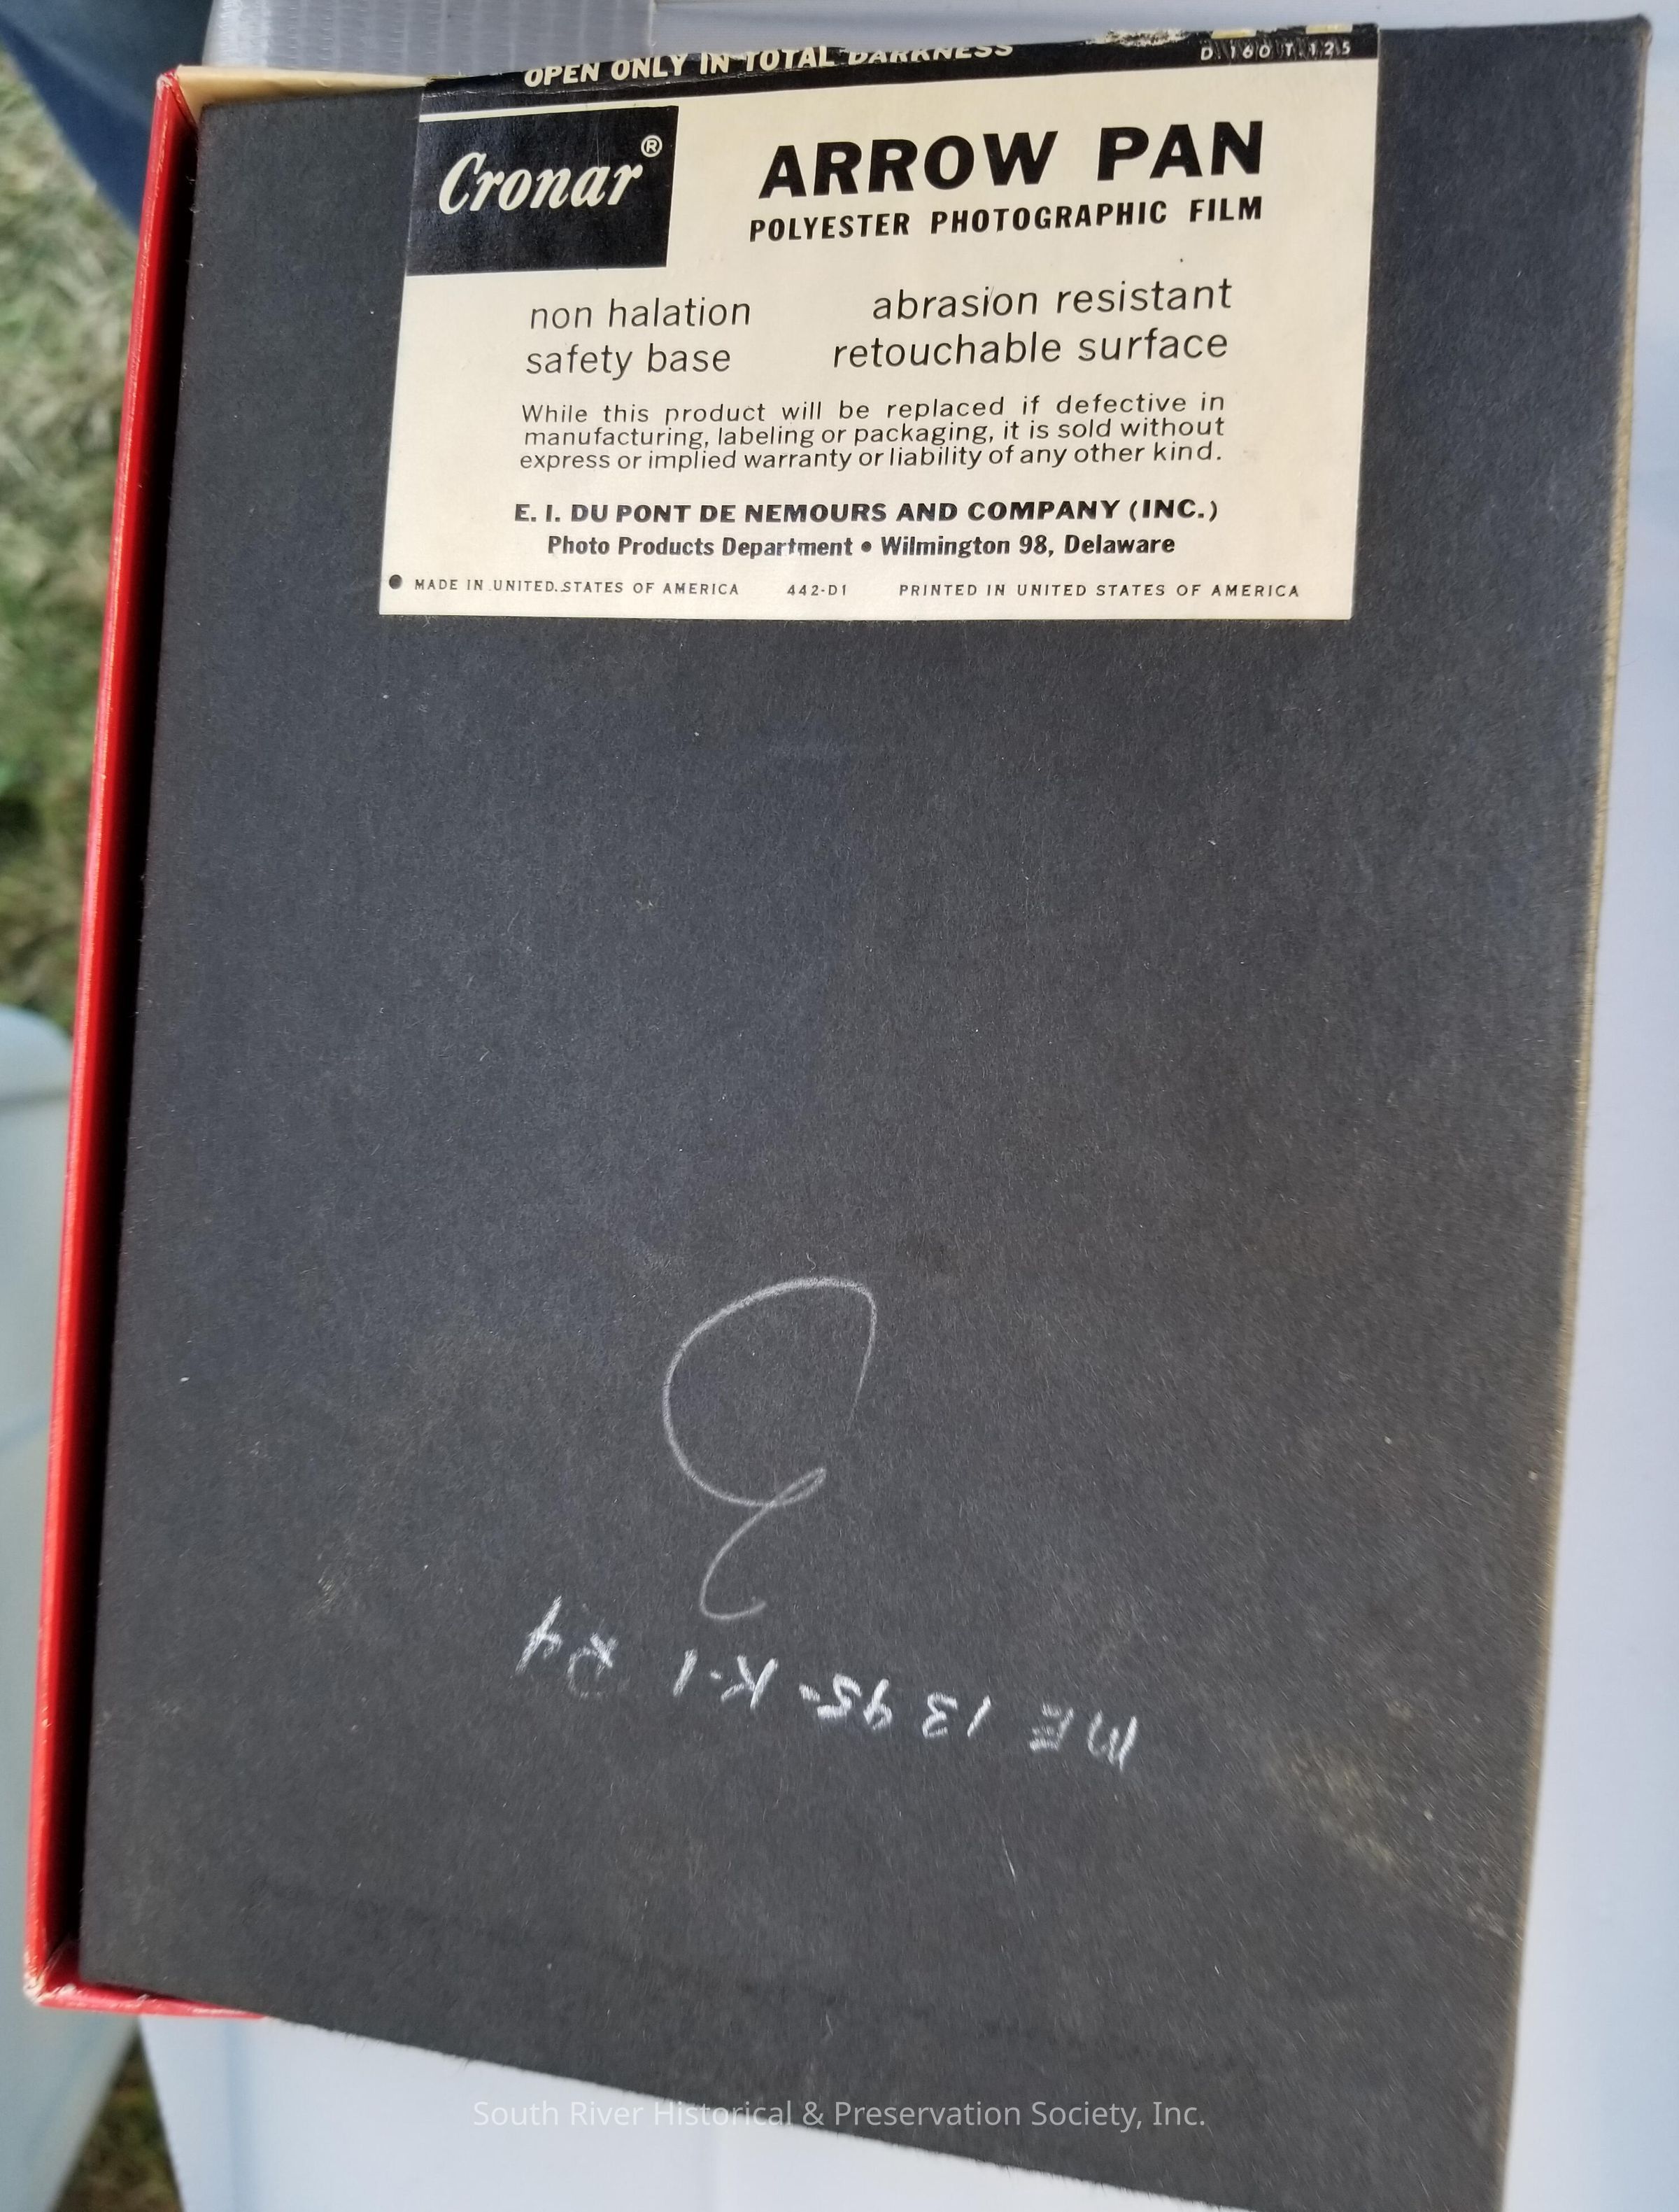 OPEN ONLY IN TOTAL DARKNESS
D 160 T 125
Cronar®
ARROW PAN
POLYESTER PHOTOGRAPHIC FILM
non halation abrasion resistant
safety base retouchable surface
While this product will be replaced if defective in
manufacturing, labeling or packaging, it is sold without
express or implied warranty or liability of any other kind.
E. I. DU PONT DE NEMOURS AND COMPANY (INC.)
Photo Products Department • Wilmington 98, Delaware
MADE IN UNITED STATES OF AMERICA 442-D1 PRINTED IN UNITED STATES OF AMERICA
ME 1395-K-1
South River Historical & Preservation Society, Inc.